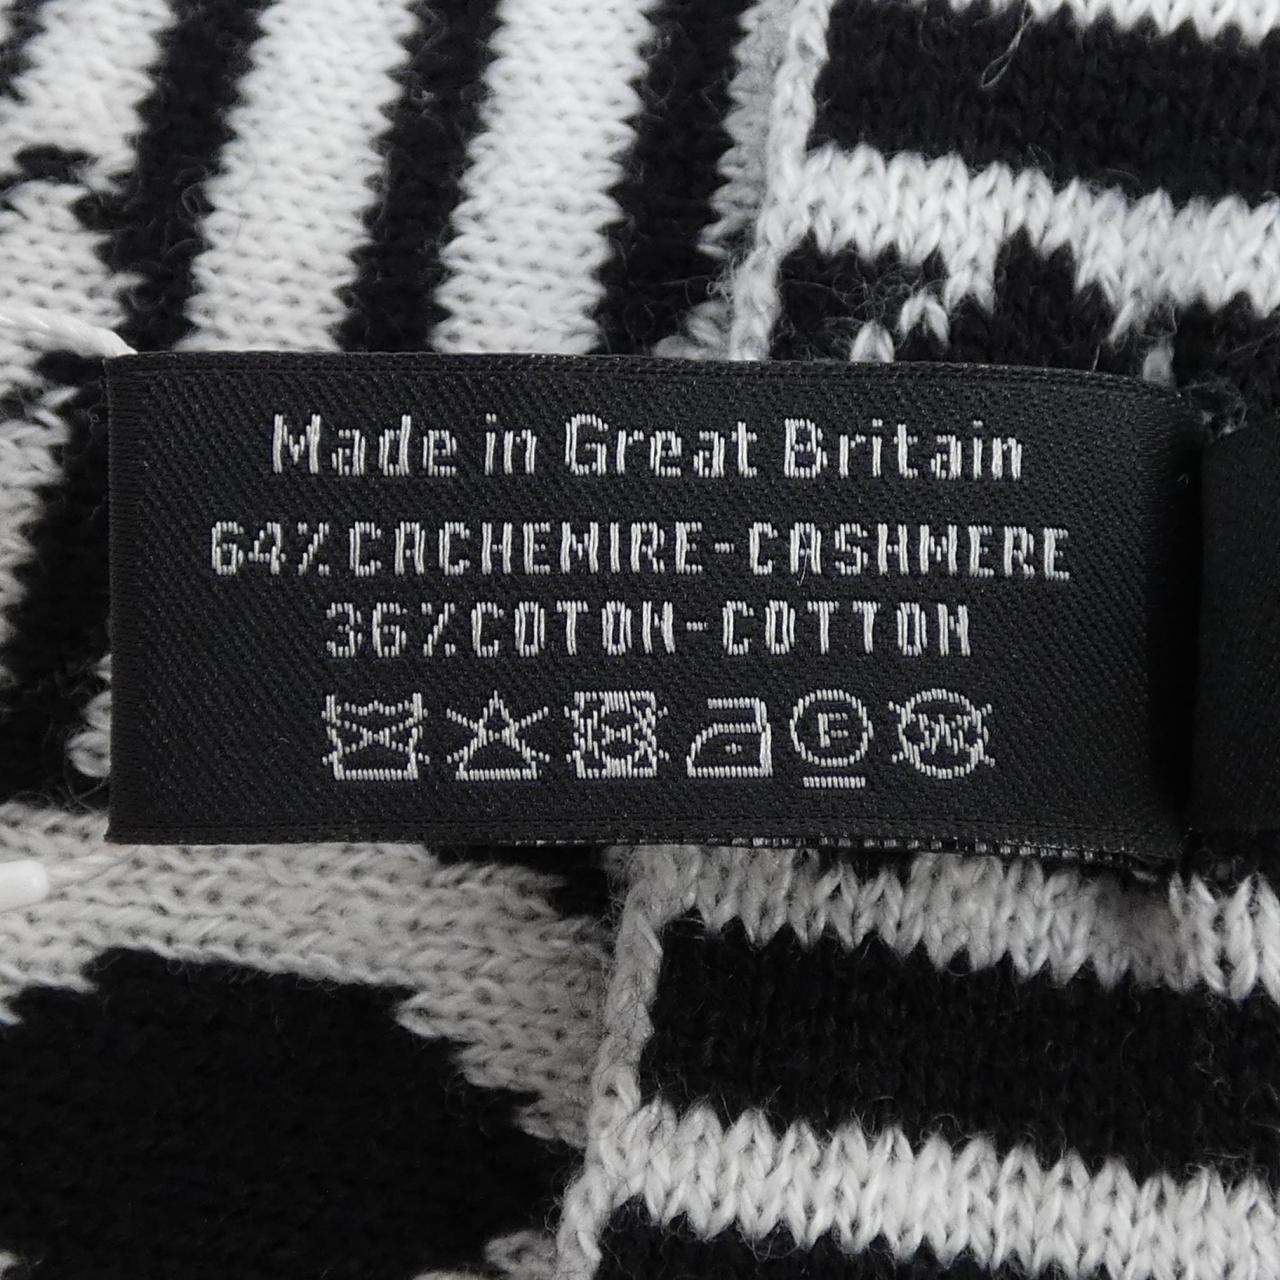 Made in Great Britain
64% CACHEMIRE-CASHMERE
36% COTON-COTTON
P W